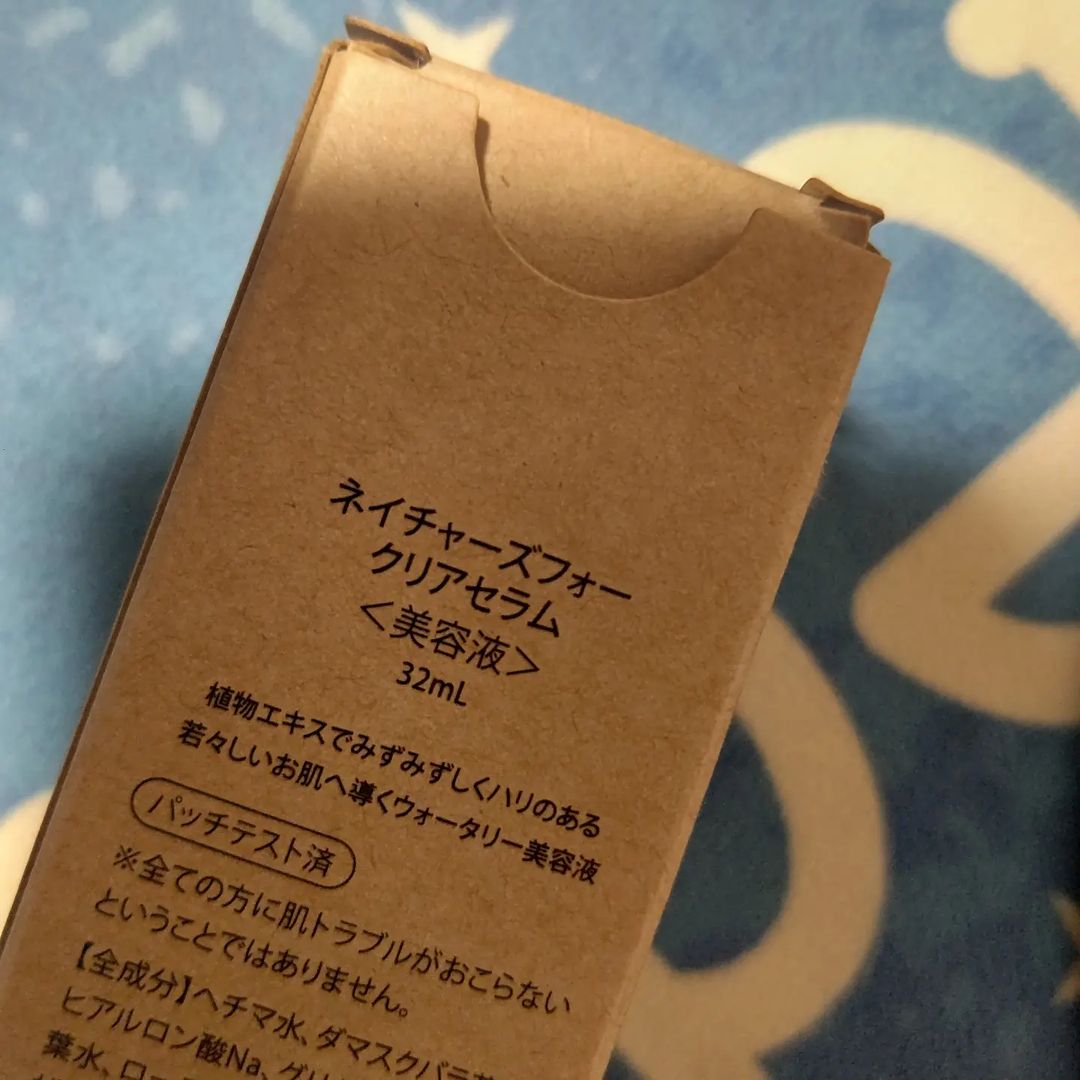 ネイチャーズフォー
クリアセラム
<美容液>
32mL
植物エキスでみずみずしくハリのある
若々しいお肌へ導くウォータリー美容液
パッチテスト済
※全ての方に肌トラブルがおこらない
ということではありません。
【全成分】ヘチマ水、ダマスクバラ
ヒアルロン酸Na、グリ
葉水、ロー